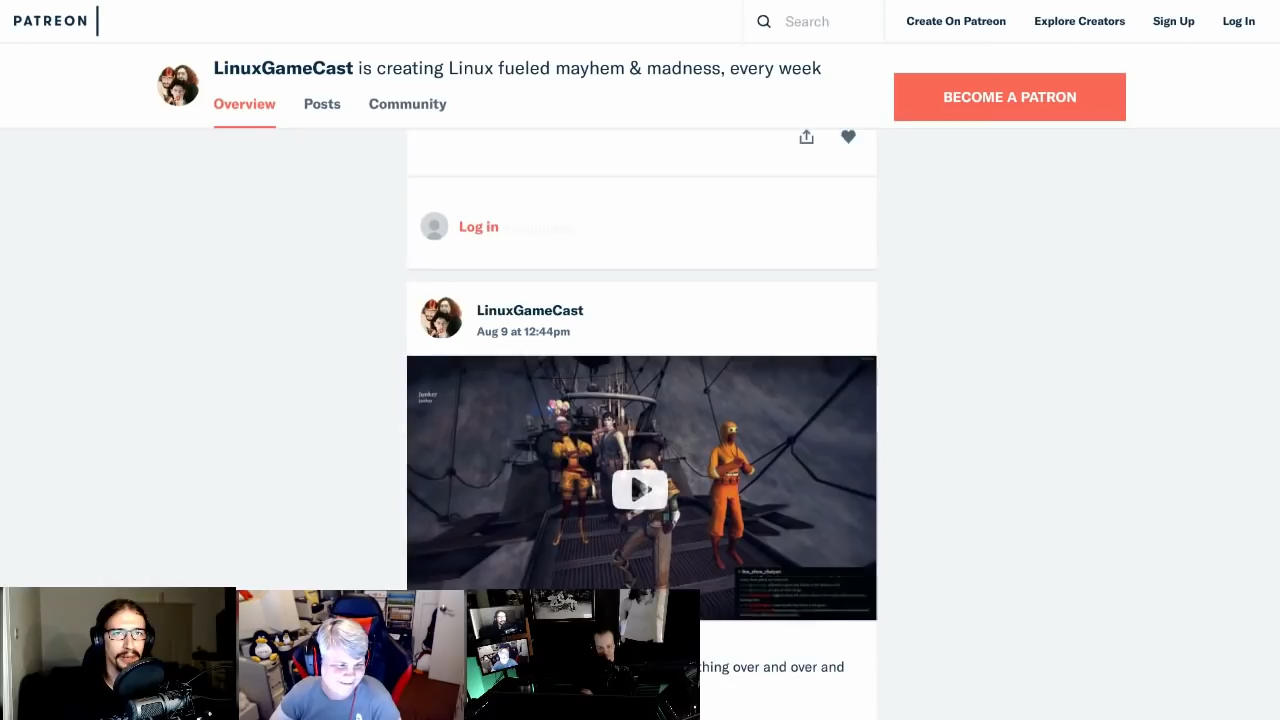 PATREON
Search
Create On Patreon
Explore Creators
Sign Up
Log In
LinuxGameCast is creating Linux fueled mayhem & madness, every week
Overview
Posts
Community
BECOME A PATRON
Log in
LinuxGameCast
Aug 9 at 12:44pm
Junker
thing over and over and